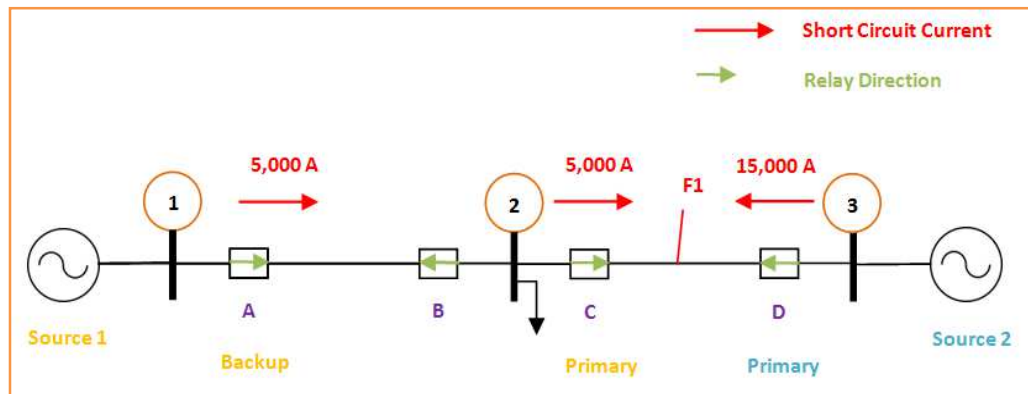 Short Circuit Current
Relay Direction
5,000 A
5,000 A
15,000 A
F1
1
2
3
A
B
C
D
Source 1
Source 2
Backup
Primary
Primary